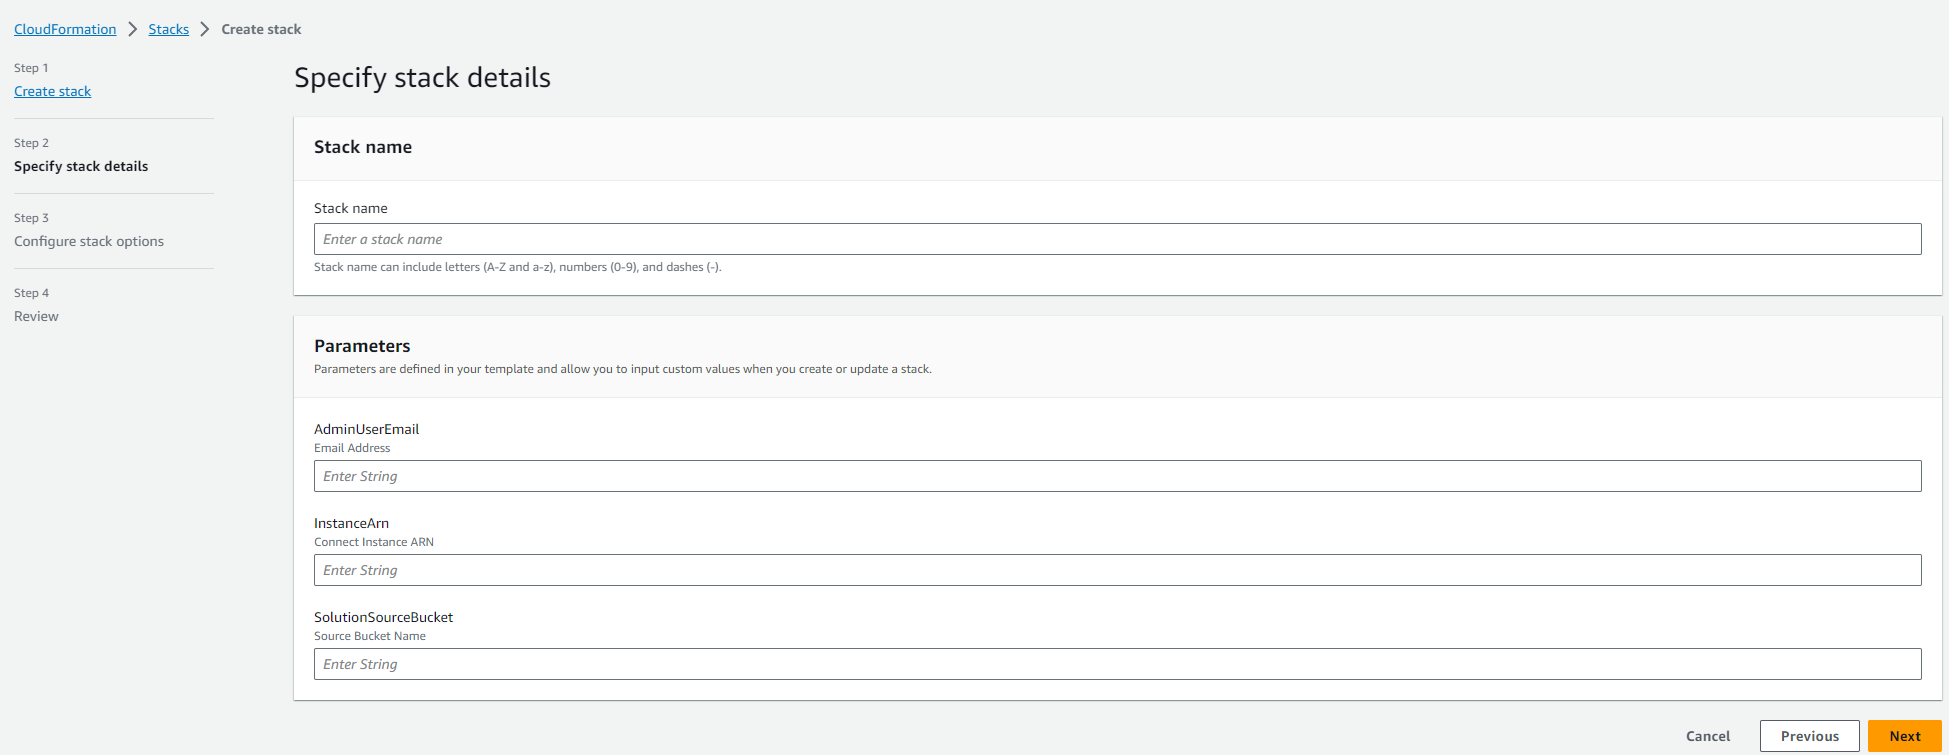 CloudFormation > Stacks > Create stack
Step 1
Create stack
Step 2
Specify stack details
Step 3
Configure stack options
Step 4
Review
Specify stack details
Stack name
Stack name
Enter a stack name
Stack name can include letters (A-Z and a-z), numbers (0-9), and dashes (-).
Parameters
Parameters are defined in your template and allow you to input custom values when you create or update a stack.
AdminUserEmail
Email Address
Enter String
InstanceArn
Connect Instance ARN
Enter String
SolutionSourceBucket
Source Bucket Name
Enter String
Cancel Previous Next